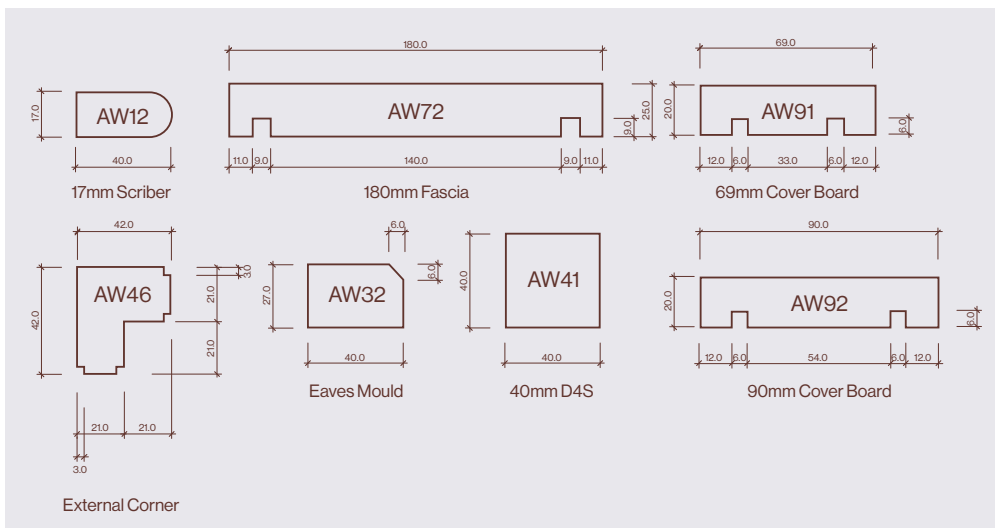 180.0
69.0
17.0
AW12
AW72
9.0
25.0
20.0
AW91
6.0
40.0
11.0 9.0 140.0 9.0 11.0
12.0 6.0 33.0 6.0 12.0
17mm Scriber
180mm Fascia
69mm Cover Board
42.0
3.0
42.0
AW46
21.0
21.0
21.0 21.0
3.0
External Corner
6.0
6.0
27.0
AW32
40.0
Eaves Mould
40.0
AW41
40.0
40mm D4S
90.0
20.0
AW92
6.0
12.0 6.0 54.0 6.0 12.0
90mm Cover Board